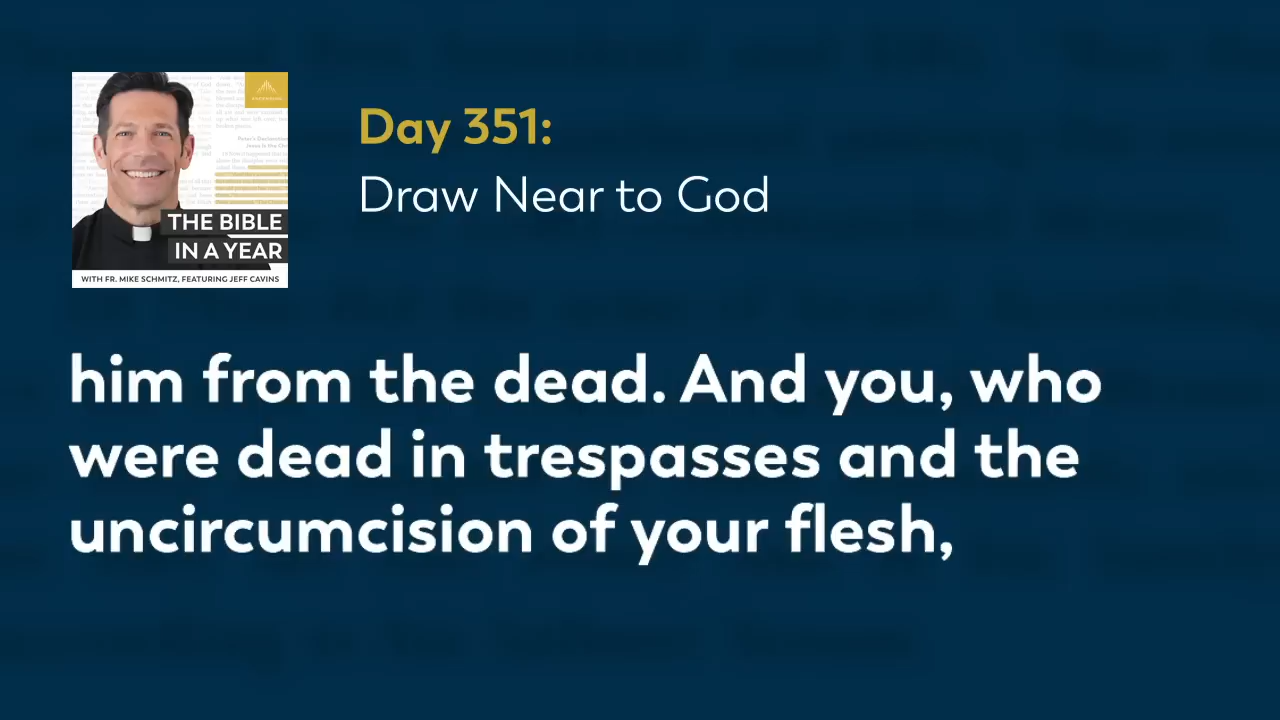 Day 351:
Draw Near to God
THE BIBLE
IN A YEAR
WITH FR. MIKE SCHMITZ, FEATURING JEFF CAVINS
him from the dead. And you, who
were dead in trespasses and the
uncircumcision of your flesh,